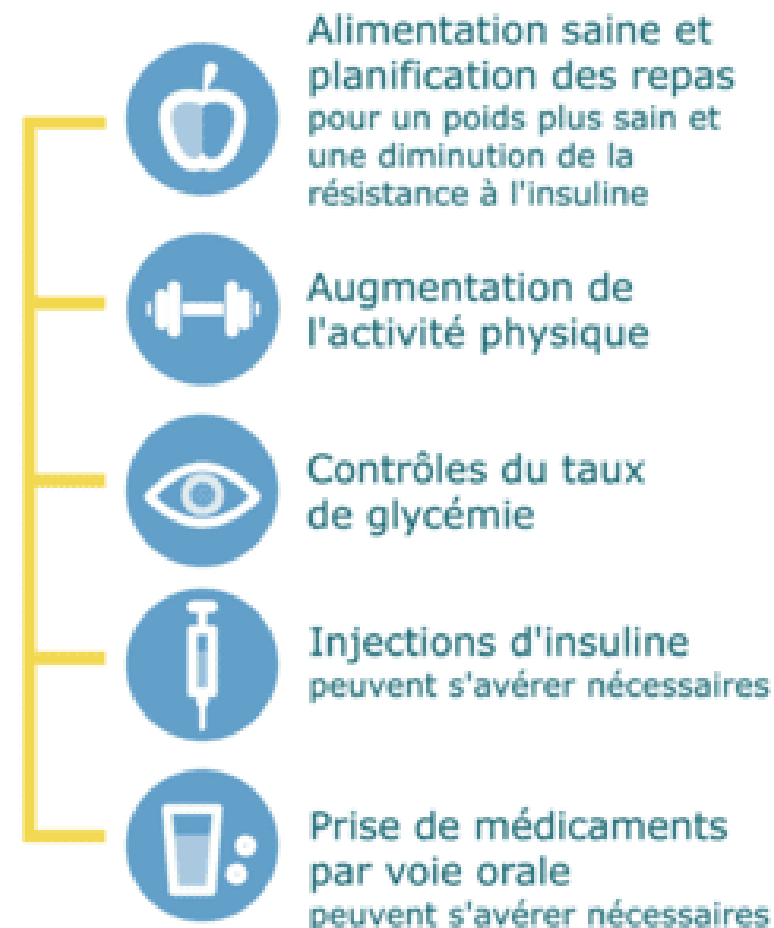 Alimentation saine et
planification des repas
pour un poids plus sain et
une diminution de la
résistance à l'insuline
Augmentation de
l'activité physique
Contrôles du taux
de glycémie
Injections d'insuline
peuvent s'avérer nécessaires
Prise de médicaments
par voie orale
peuvent s'avérer nécessaires